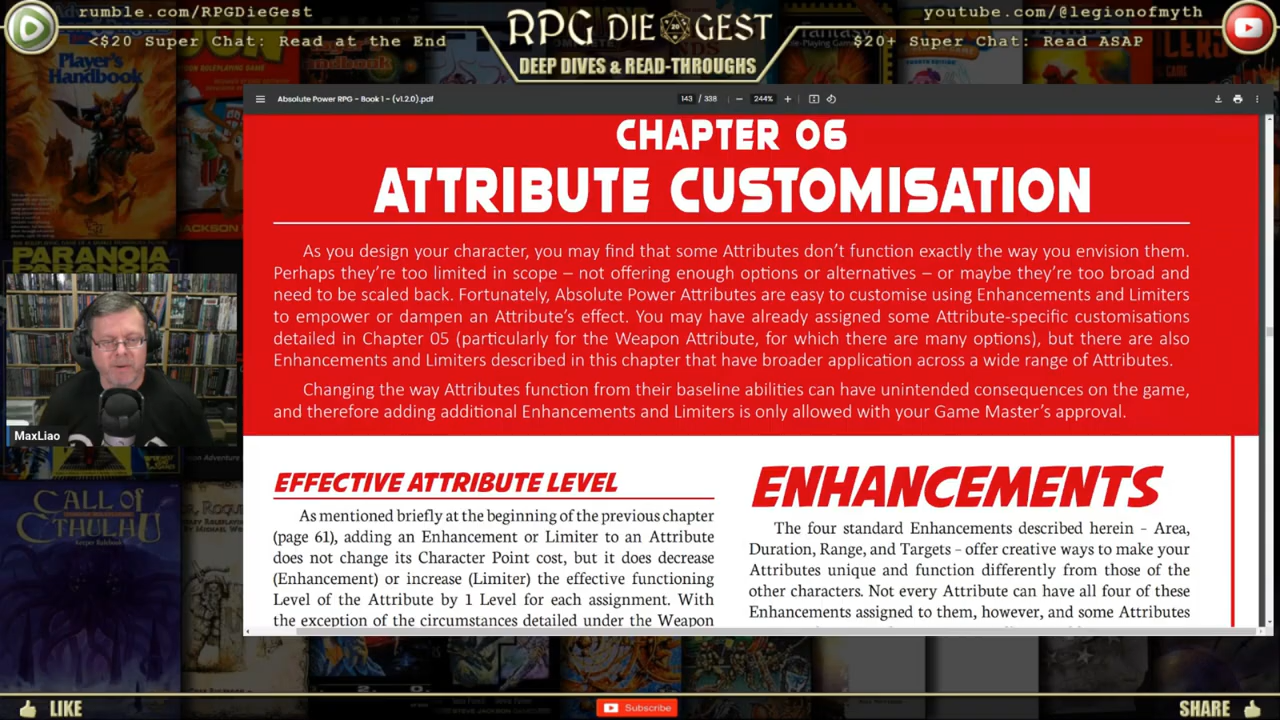 rumble.com/RPGDieGest
<$20 Super Chat: Read at the End
RPG DIE GEST
DEEP DIVES & READ-THROUGHS
youtube.com/@legionofmyth
$20+ Super Chat: Read ASAP
Player's
Handbook
PARANOIA
CALL of
CTHULHU
MaxLiao
Absolute Power RPG - Book 1 - (v1.2.0).pdf
143 / 338
244%
CHAPTER 06
ATTRIBUTE CUSTOMISATION
As you design your character, you may find that some Attributes don't function exactly the way you envision them.
Perhaps they're too limited in scope – not offering enough options or alternatives – or maybe they're too broad and
need to be scaled back. Fortunately, Absolute Power Attributes are easy to customise using Enhancements and Limiters
to empower or dampen an Attribute's effect. You may have already assigned some Attribute-specific customisations
detailed in Chapter 05 (particularly for the Weapon Attribute, for which there are many options), but there are also
Enhancements and Limiters described in this chapter that have broader application across a wide range of Attributes.
Changing the way Attributes function from their baseline abilities can have unintended consequences on the game,
and therefore adding additional Enhancements and Limiters is only allowed with your Game Master's approval.
EFFECTIVE ATTRIBUTE LEVEL
As mentioned briefly at the beginning of the previous chapter
(page 61), adding an Enhancement or Limiter to an Attribute
does not change its Character Point cost, but it does decrease
(Enhancement) or increase (Limiter) the effective functioning
Level of the Attribute by 1 Level for each assignment. With
the exception of the circumstances detailed under the Weapon
ENHANCEMENTS
The four standard Enhancements described herein – Area,
Duration, Range, and Targets – offer creative ways to make your
Attributes unique and function differently from those of the
other characters. Not every Attribute can have all four of these
Enhancements assigned to them, however, and some Attributes
LIKE
Subscribe
SHARE